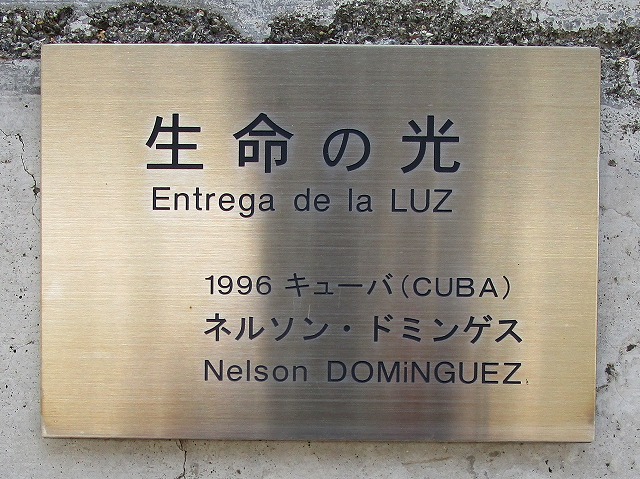 生命の光
Entrega de la LUZ
1996 キューバ(CUBA)
ネルソン・ドミンゲス
Nelson DOMiNGUEZ